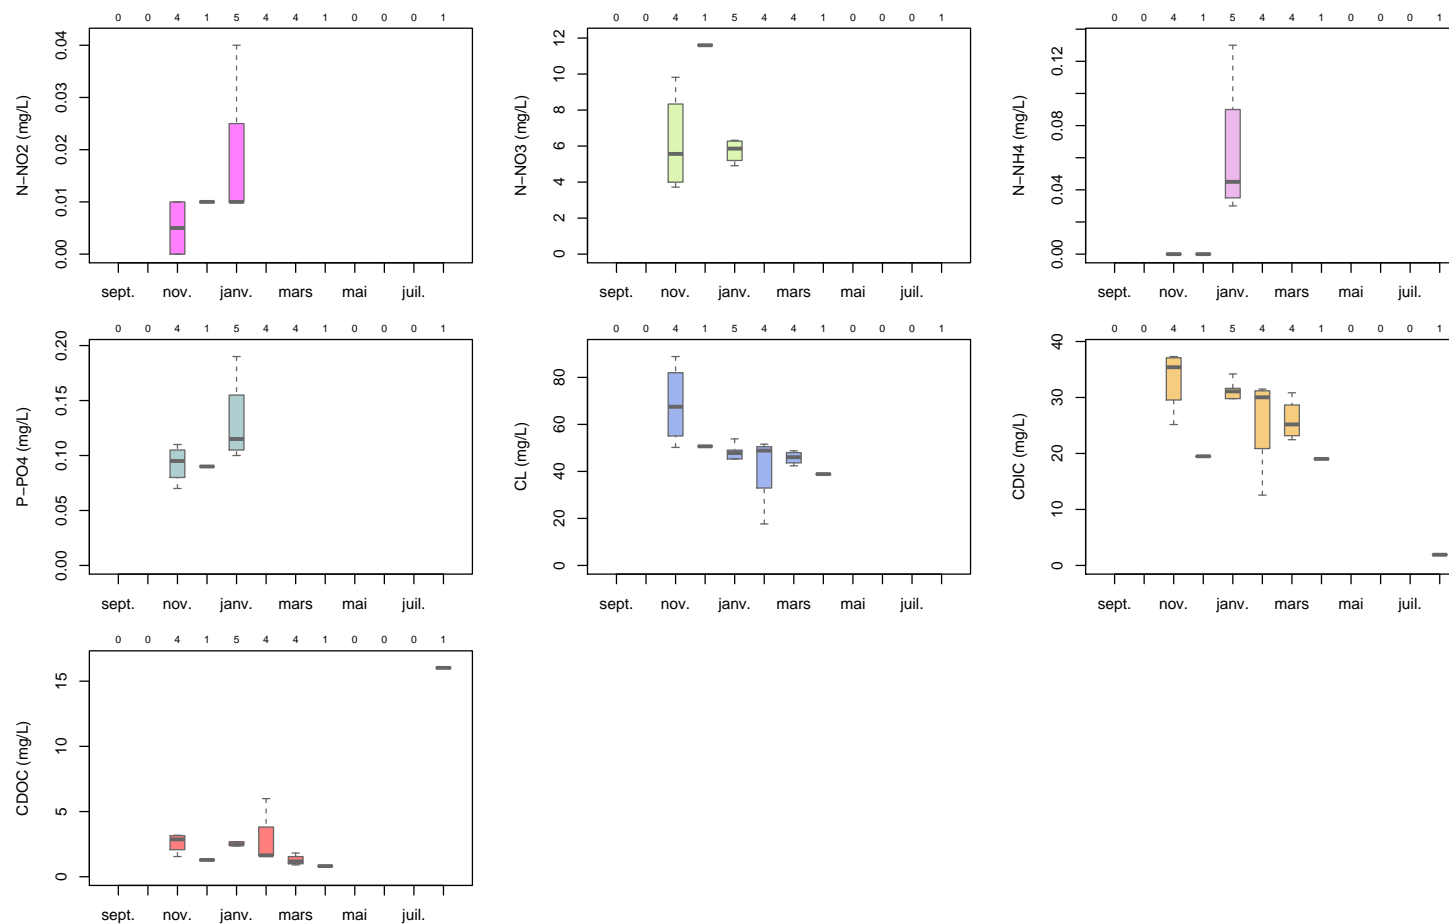 0 0 4 1 5 4 4 1 0 0 0 1
N−NO2 (mg/L)
0.04
0.03
0.02
0.01
0.00
sept. nov. janv. mars mai juil.
0 0 4 1 5 4 4 1 0 0 0 1
N−NO3 (mg/L)
12
10
8
6
4
2
0
sept. nov. janv. mars mai juil.
0 0 4 1 5 4 4 1 0 0 0 1
N−NH4 (mg/L)
0.12
0.08
0.04
0.00
sept. nov. janv. mars mai juil.
0 0 4 1 5 4 4 1 0 0 0 1
P−PO4 (mg/L)
0.20
0.15
0.10
0.05
0.00
sept. nov. janv. mars mai juil.
0 0 4 1 5 4 4 1 0 0 0 1
CL (mg/L)
80
60
40
20
0
sept. nov. janv. mars mai juil.
0 0 4 1 5 4 4 1 0 0 0 1
CDIC (mg/L)
40
30
20
10
0
sept. nov. janv. mars mai juil.
0 0 4 1 5 4 4 1 0 0 0 1
CDOC (mg/L)
15
10
5
0
sept. nov. janv. mars mai juil.